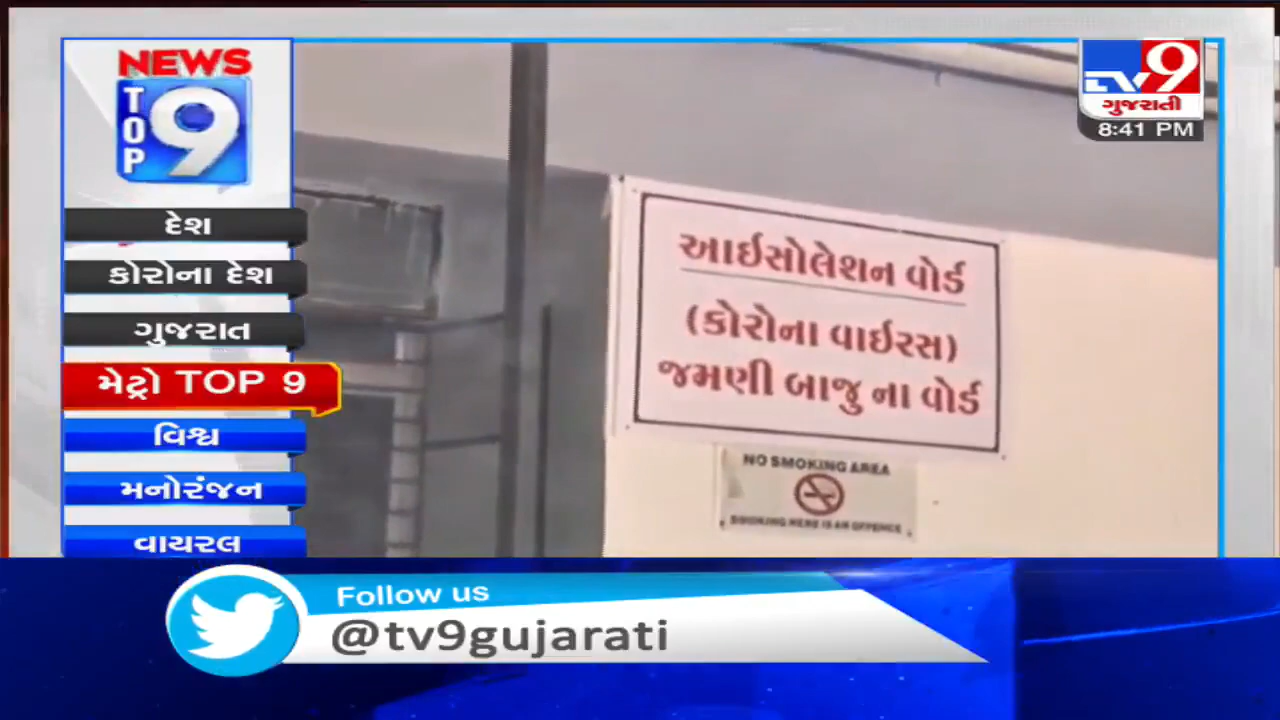 NEWS
TOP 9
દેશ
કોરોના દેશ
ગુજરાત
મેટ્રો TOP 9
વિશ્વ
મનોરંજન
વાયરલ
tv9
ગુજરાતી
8:41 PM
આઈસોલેશન વોર્ડ
(કોરોના વાઈરસ)
જમણી બાજુ ના વોર્ડ
NO SMOKING AREA
SMOKING HERE IS AN OFFENCE
Follow us
@tv9gujarati